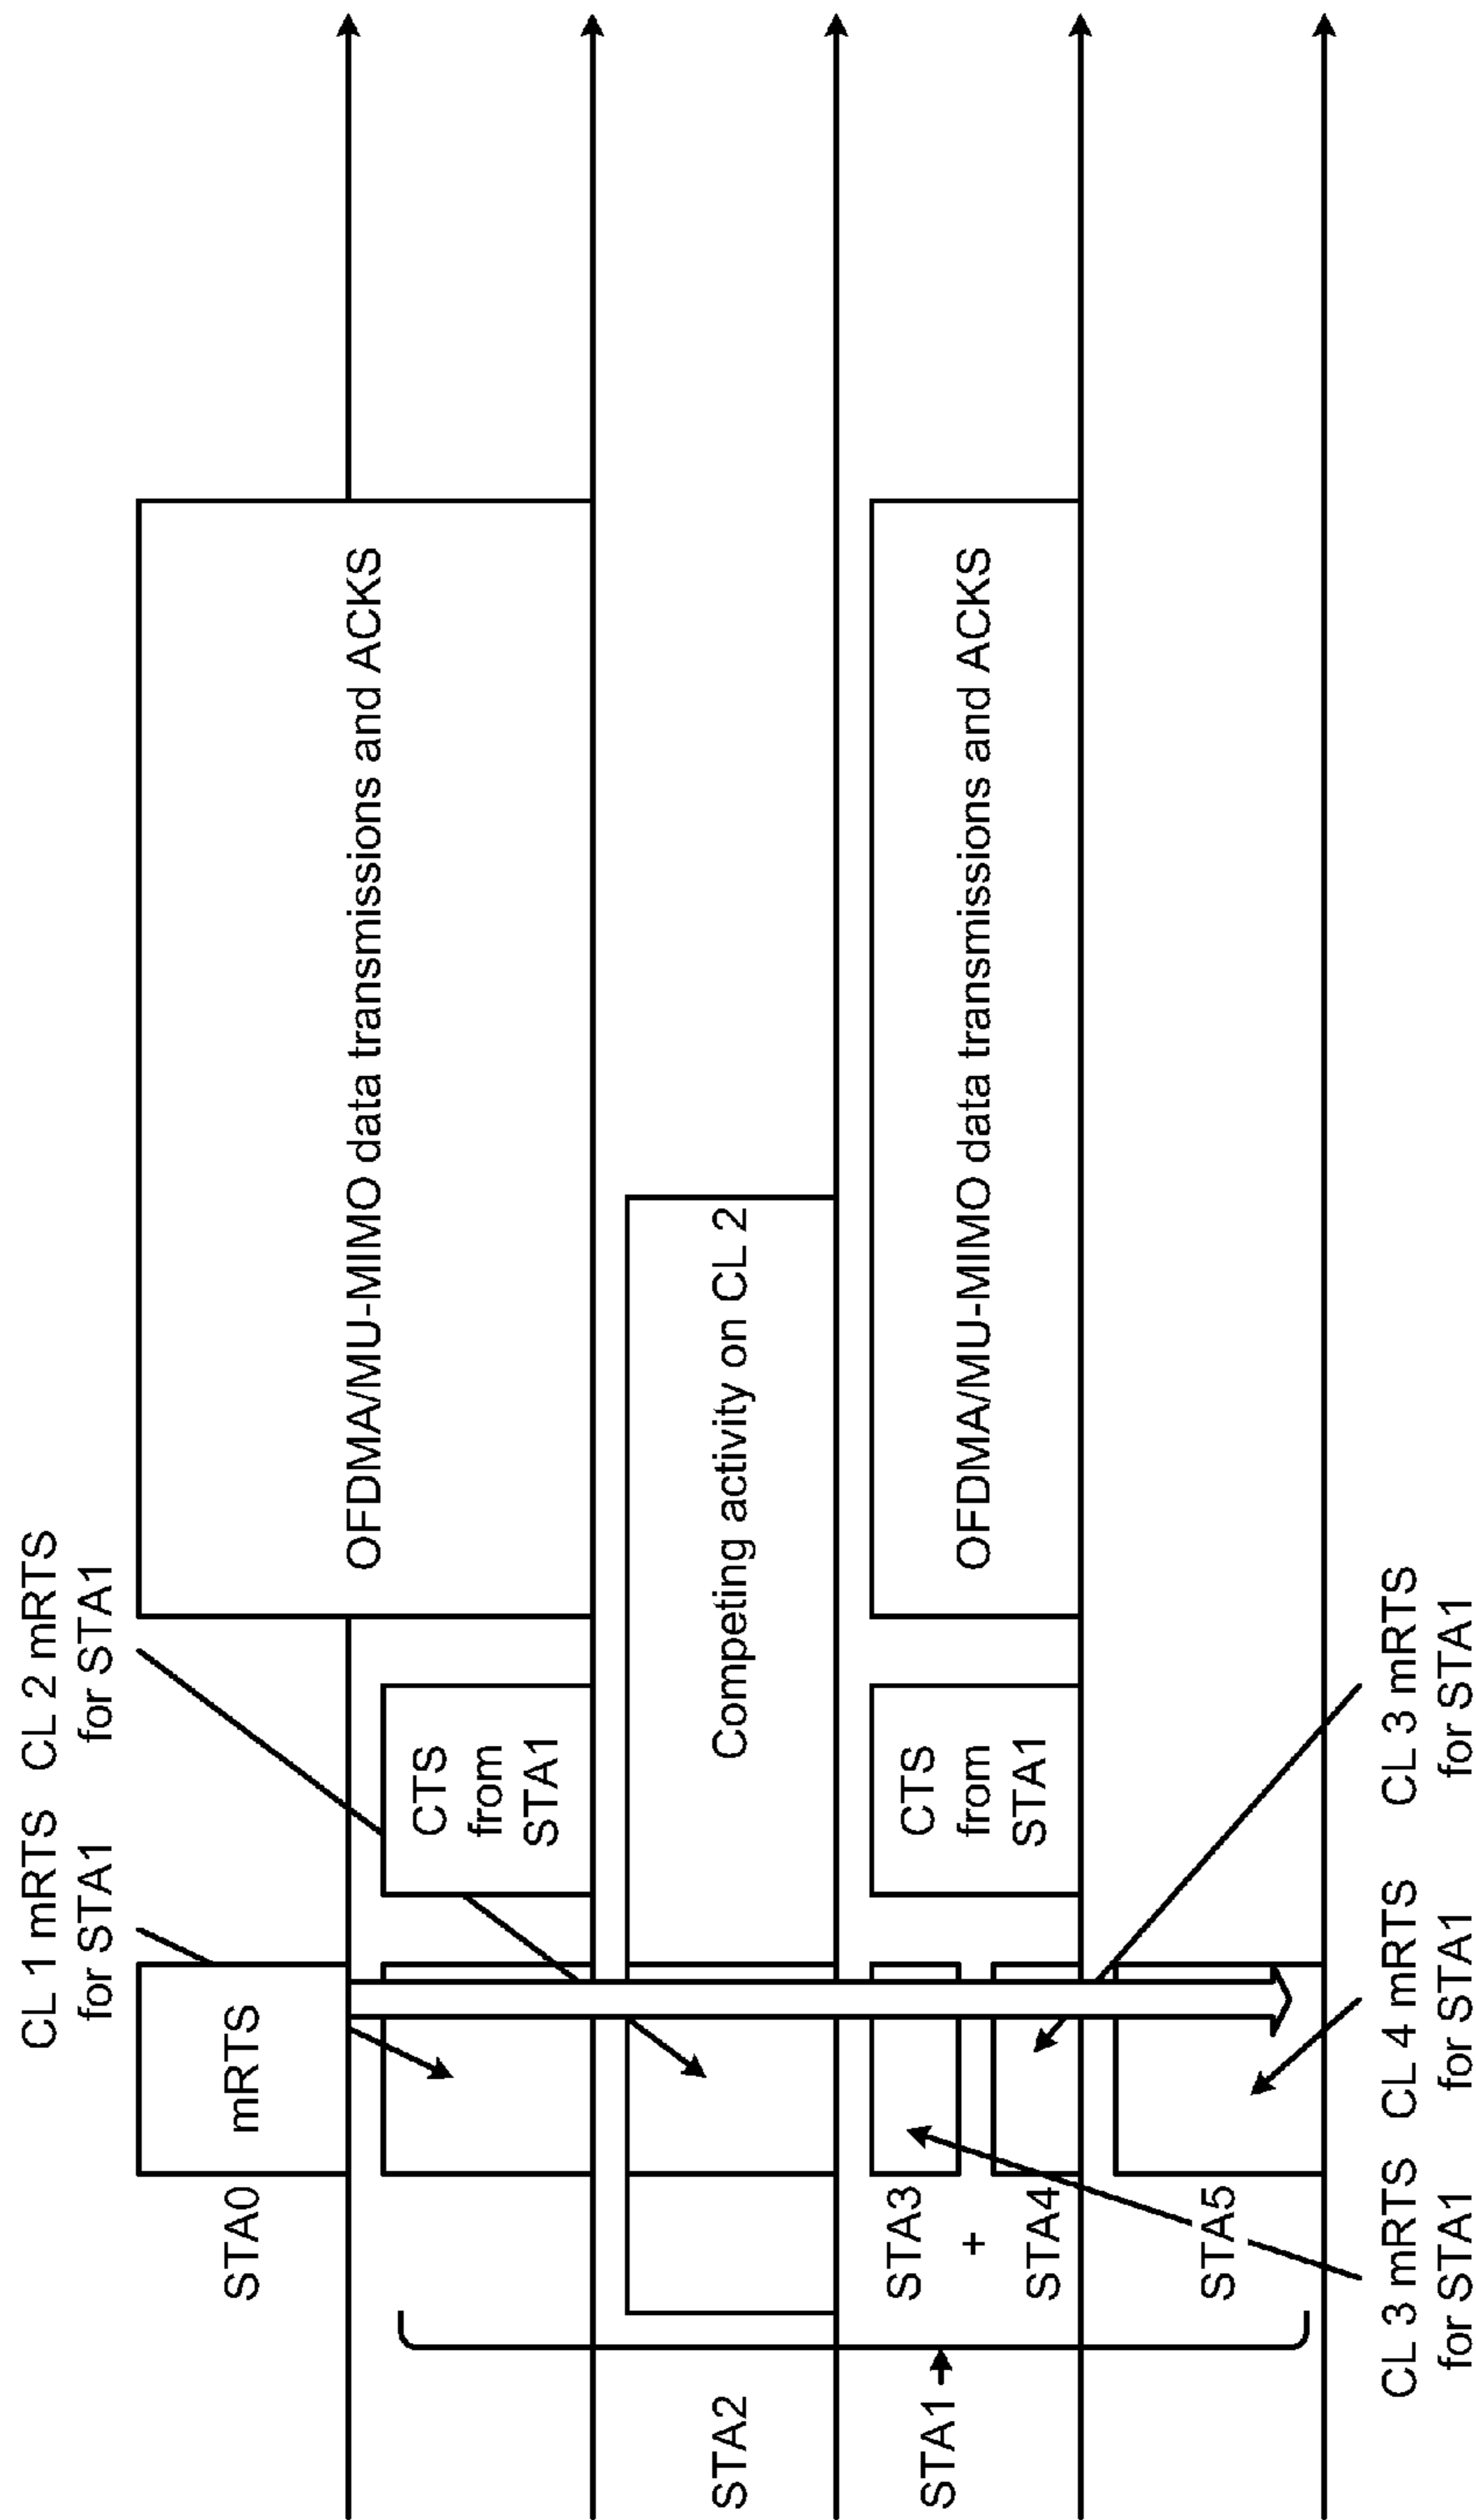 CL 1 mRTS
for STA1
CL 2 mRTS
for STA1
STA0
mRTS
OFDMA/MU-MIMO data transmissions and ACKS
CTS
from
STA1
STA2
Competing activity on CL 2
STA1
STA3
+
STA4
CTS
from
STA1
OFDMA/MU-MIMO data transmissions and ACKS
STA5
CL 3 mRTS
for STA1
CL 4 mRTS
for STA1
CL 3 mRTS
for STA1